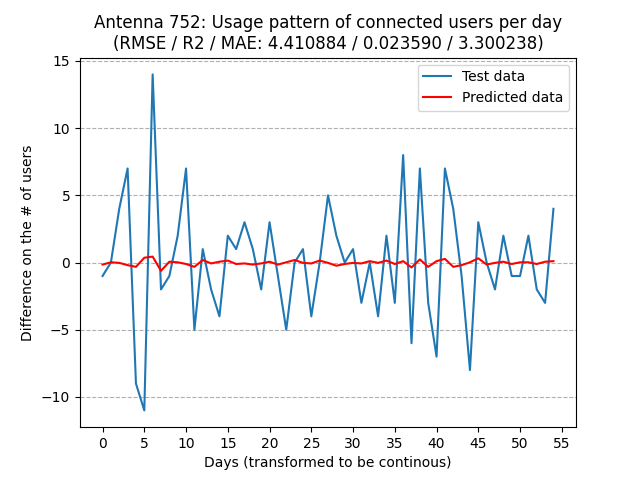 Antenna 752: Usage pattern of connected users per day
(RMSE / R2 / MAE: 4.410884 / 0.023590 / 3.300238)
Test data
Predicted data
15
10
5
0
−5
−10
Difference on the # of users
0 5 10 15 20 25 30 35 40 45 50 55
Days (transformed to be continous)